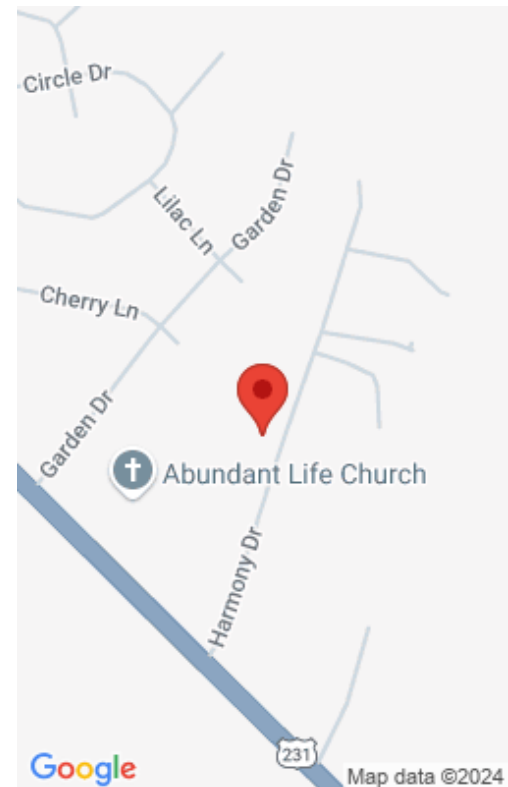 Circle Dr
Lilac Ln
Garden Dr
Cherry Ln
Garden Dr
Abundant Life Church
Harmony Dr
231
Google
Map data ©2024